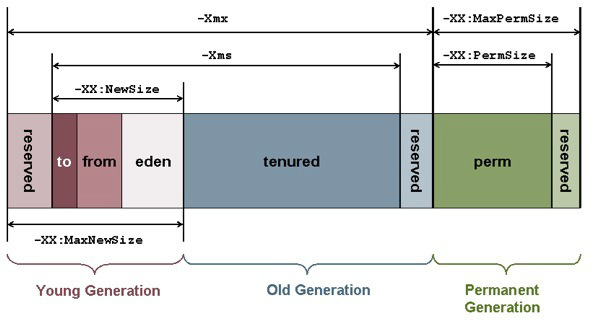 -Xmx
-XX:MaxPermSize
-Xms
-XX:PermSize
-XX:NewSize
reserved
to
from
eden
tenured
reserved
perm
reserved
-XX:MaxNewSize
Young Generation
Old Generation
Permanent
Generation